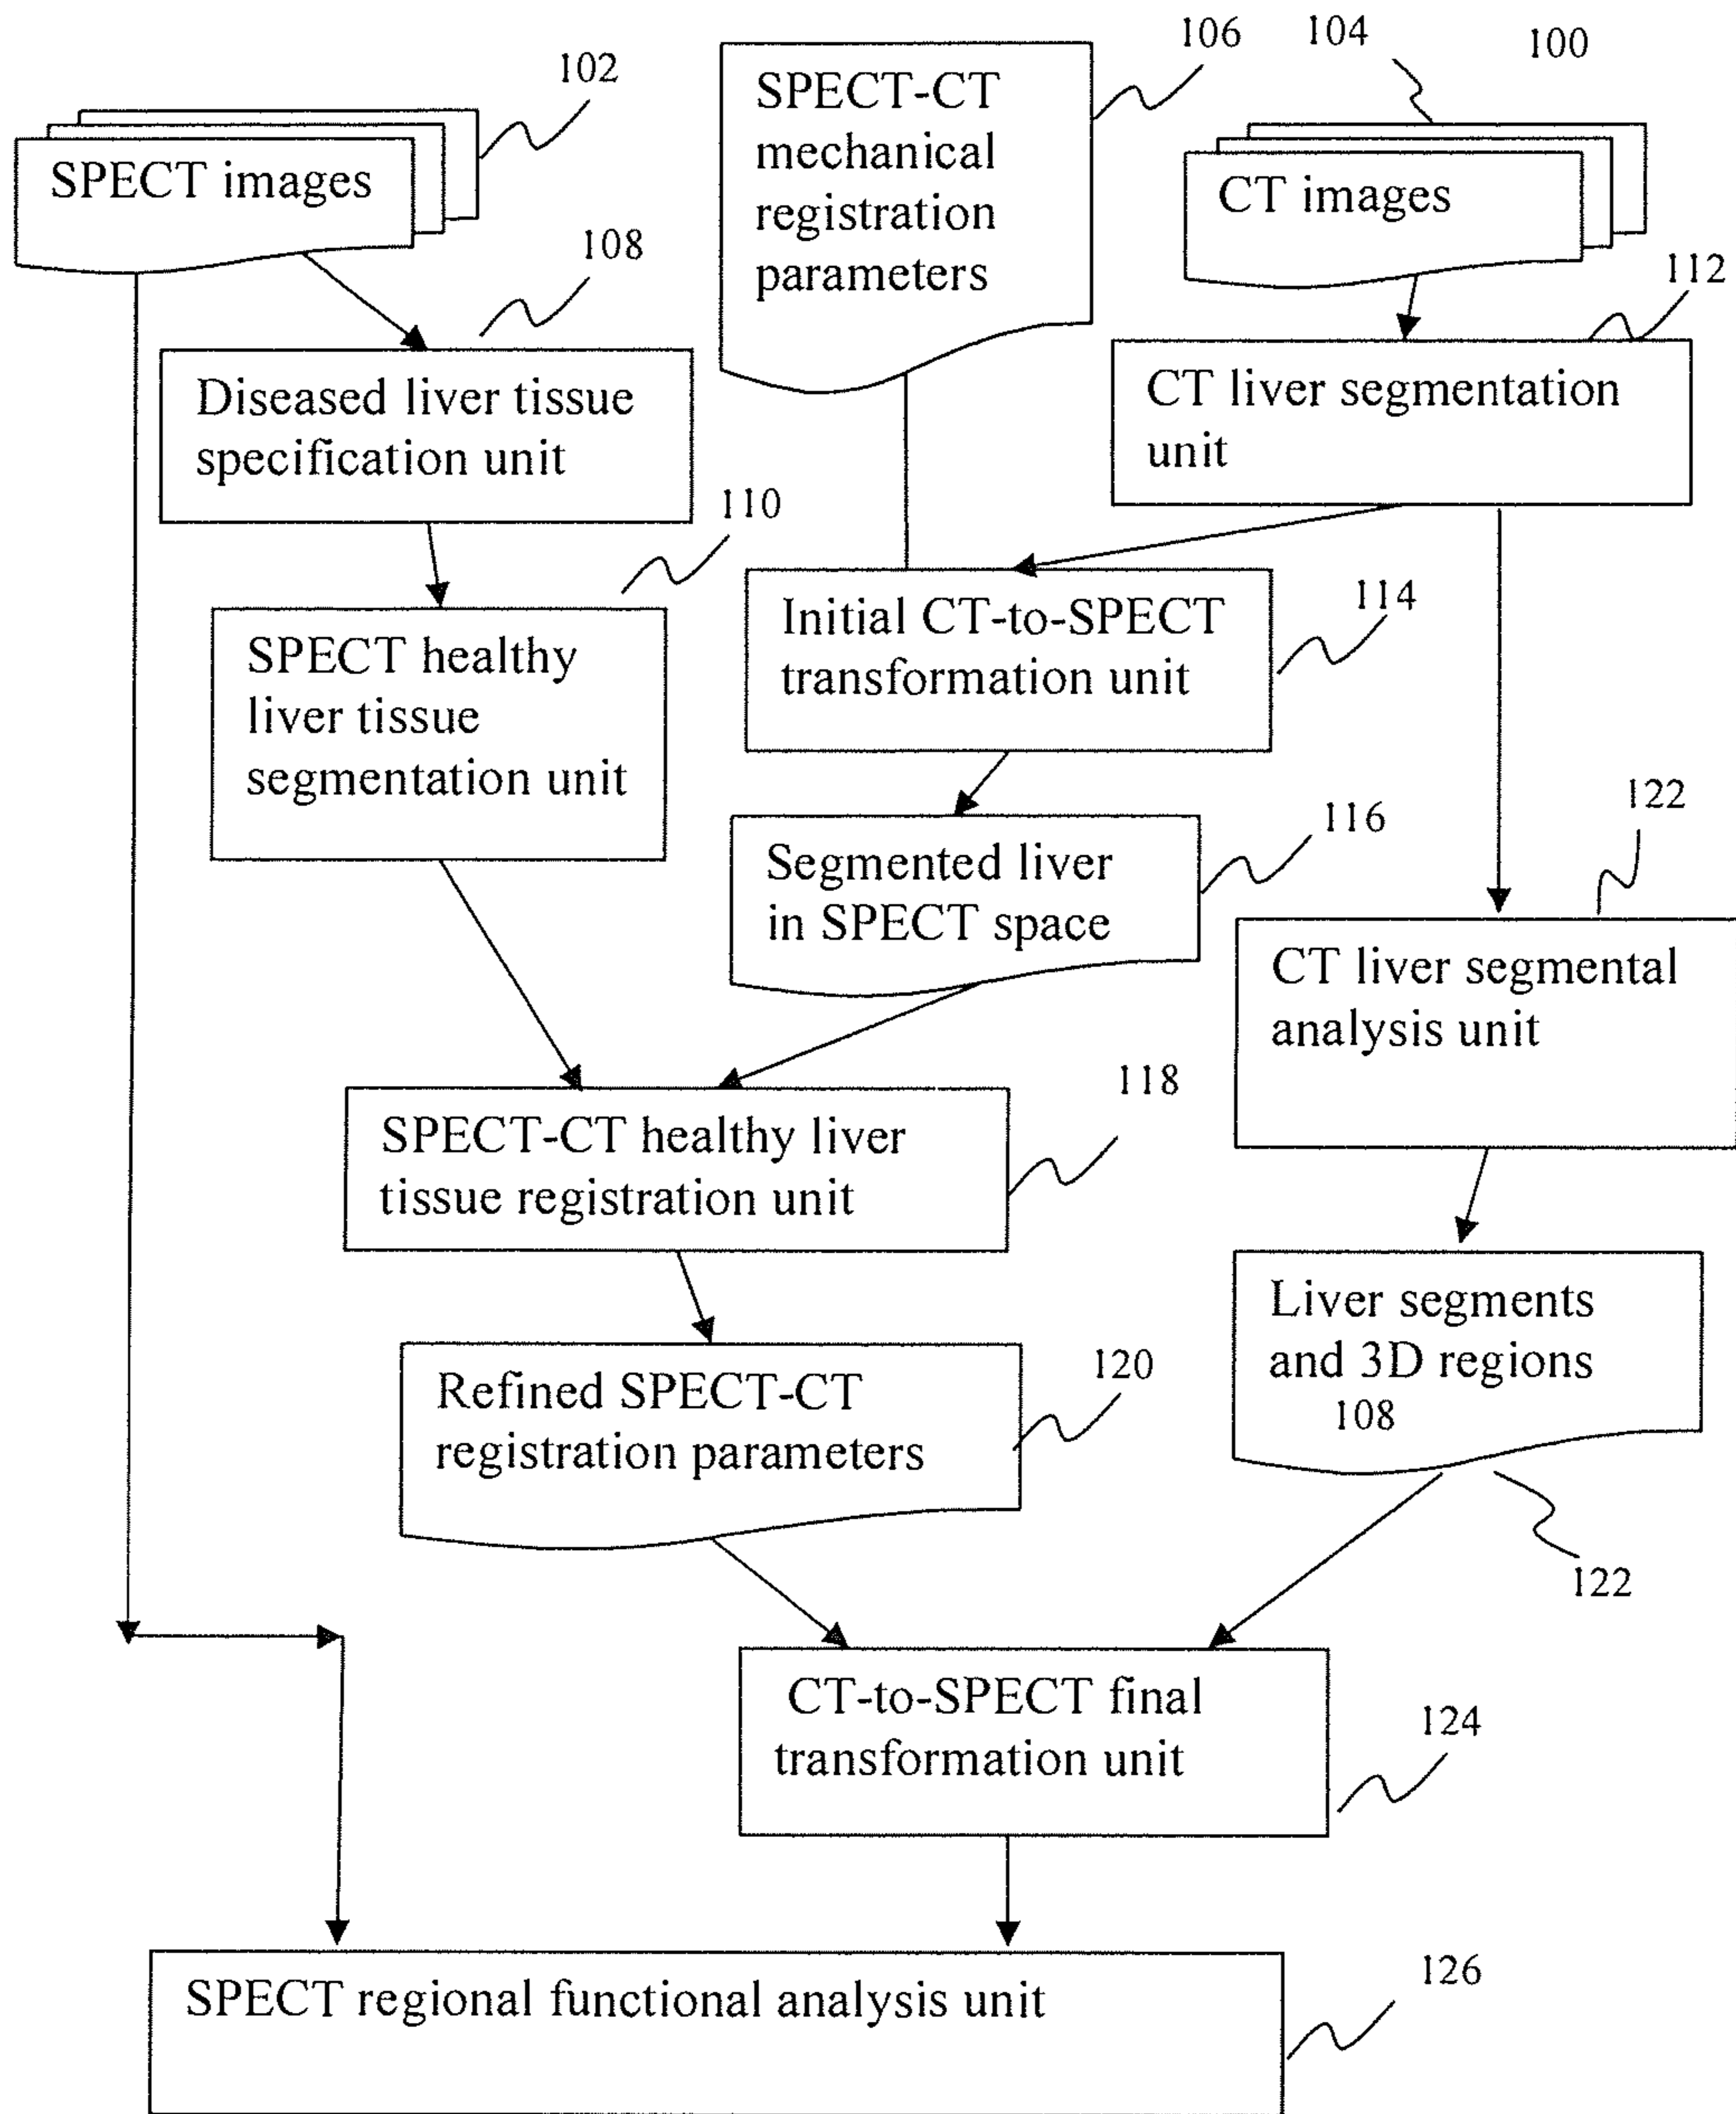 100
102
SPECT images
106
SPECT-CT
mechanical
registration
parameters
104
CT images
108
Diseased liver tissue
specification unit
112
CT liver segmentation
unit
110
SPECT healthy
liver tissue
segmentation unit
114
Initial CT-to-SPECT
transformation unit
116
Segmented liver
in SPECT space
122
CT liver segmental
analysis unit
118
SPECT-CT healthy liver
tissue registration unit
120
Refined SPECT-CT
registration parameters
Liver segments
and 3D regions
108
122
CT-to-SPECT final
transformation unit
124
SPECT regional functional analysis unit
126